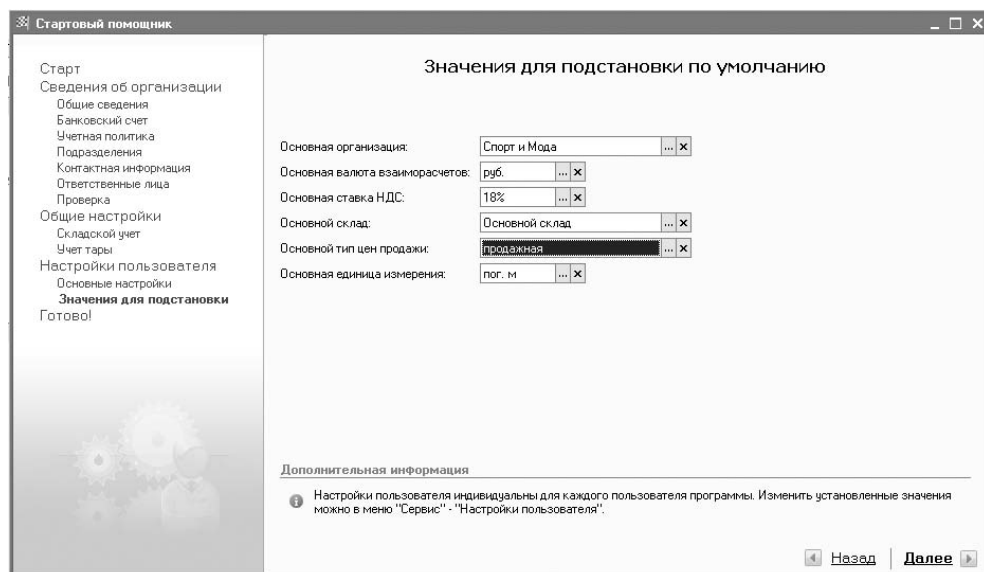 Стартовый помощник
Старт
Сведения об организации
Общие сведения
Банковский счет
Учетная политика
Подразделения
Контактная информация
Ответственные лица
Проверка
Общие настройки
Складской учет
Учет тары
Настройки пользователя
Основные настройки
Значения для подстановки
Готово!
Значения для подстановки по умолчанию
Основная организация: Спорт и Мода ... x
Основная валюта взаиморасчетов: руб. ... x
Основная ставка НДС: 18% ... x
Основной склад: Основной склад ... x
Основной тип цен продажи: продажная ... x
Основная единица измерения: пог. м ... x
Дополнительная информация
Настройки пользователя индивидуальны для каждого пользователя программы. Изменить установленные значения
можно в меню "Сервис" - "Настройки пользователя".
Назад Далее